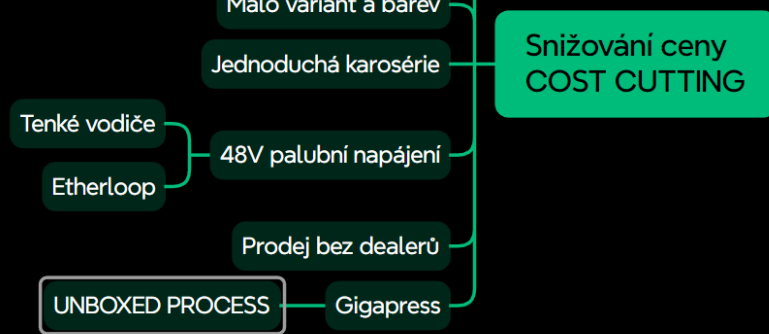 Málo variant a barev
Snižování ceny
COST CUTTING
Jednoduchá karosérie
Tenké vodiče
48V palubní napájení
Etherloop
Prodej bez dealerů
UNBOXED PROCESS
Gigapress